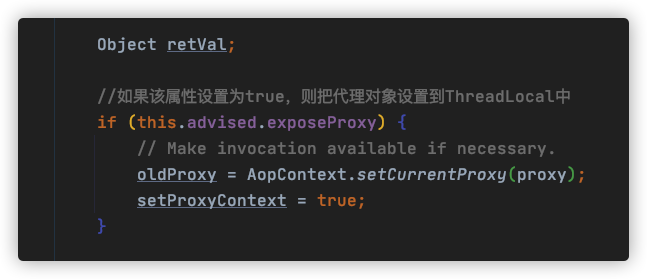 Object retVal;
//如果该属性设置为true，则把代理对象设置到ThreadLocal中
if (this.advised.exposeProxy) {
// Make invocation available if necessary.
oldProxy = AopContext.setCurrentProxy(proxy);
setProxyContext = true;
}